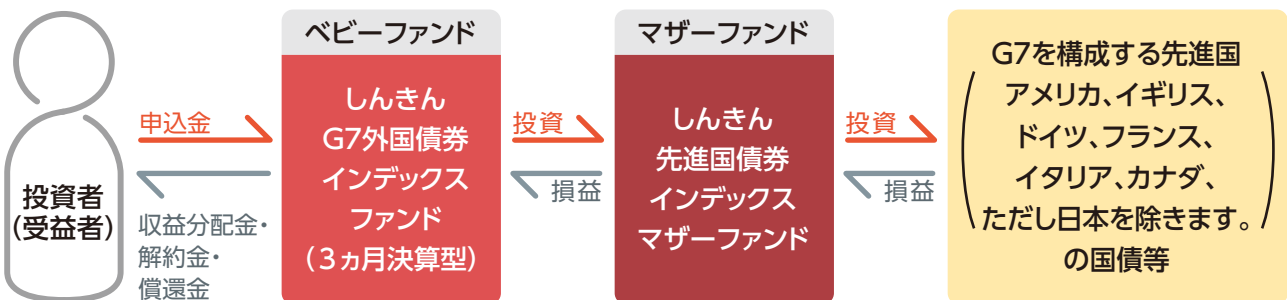 投資者
(受益者)
申込金
収益分配金・
解約金・
償還金
ベビーファンド
しんきん
G7外国債券
インデックス
ファンド
(3ヵ月決算型)
投資
損益
マザーファンド
しんきん
先進国債券
インデックス
マザーファンド
投資
損益
G7を構成する先進国
アメリカ、イギリス、
ドイツ、フランス、
イタリア、カナダ、
ただし日本を除きます。
の国債等